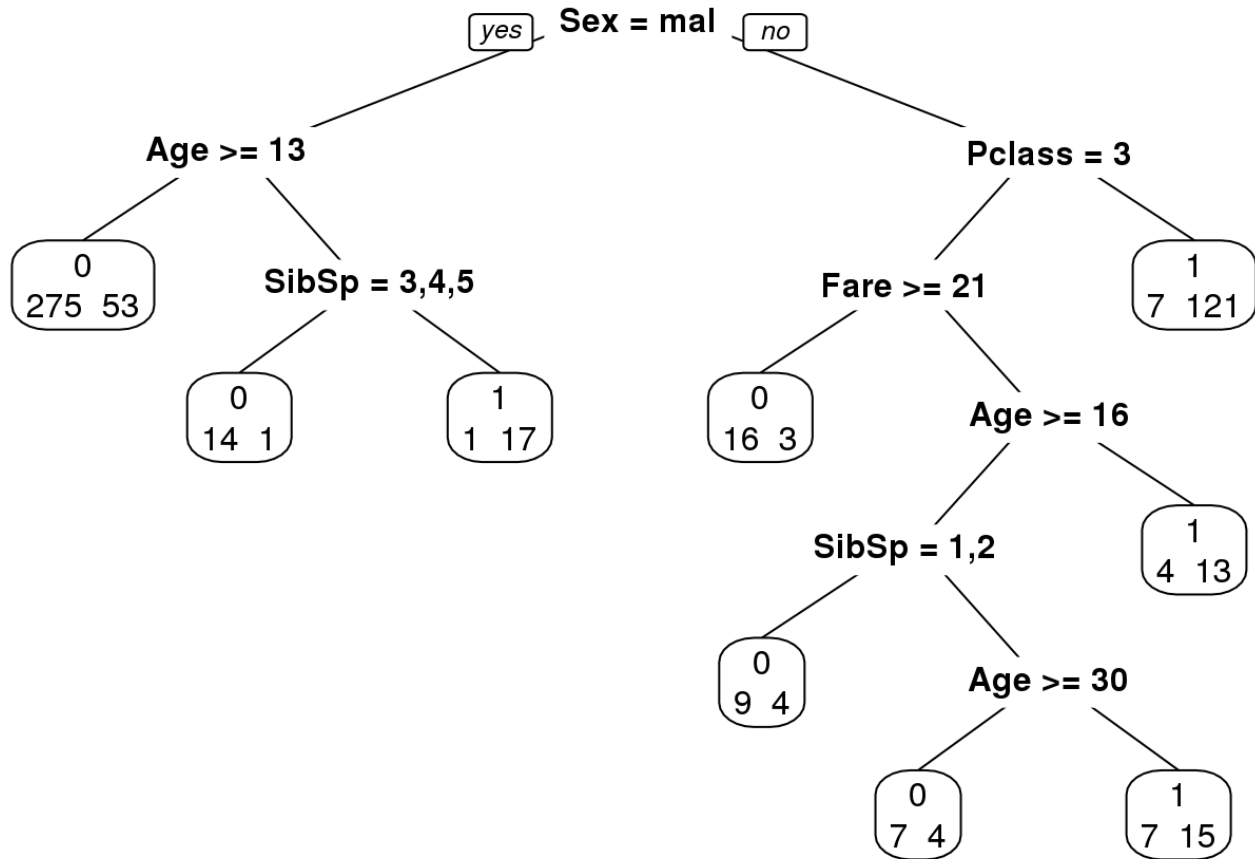 yes Sex = mal no
Age >= 13
Pclass = 3
0
275 53
SibSp = 3,4,5
Fare >= 21
1
7 121
0
14 1
1
1 17
0
16 3
Age >= 16
SibSp = 1,2
1
4 13
0
9 4
Age >= 30
0
7 4
1
7 15